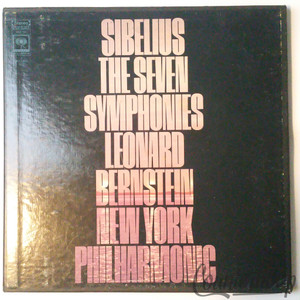 SIBELIUS
THE SEVEN
SYMPHONIES
LEONARD
BERNSTEIN
NEW YORK
PHILHARMONIC